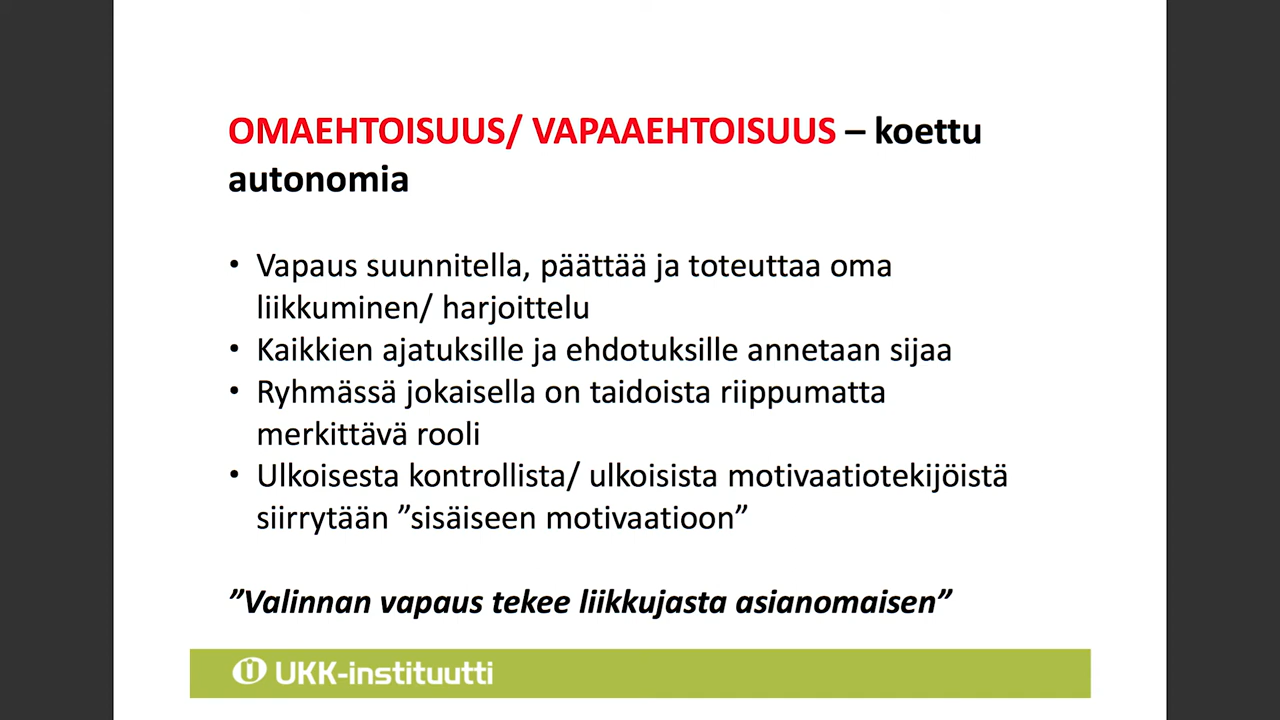 OMAEHTOISUUS/ VAPAAEHTOISUUS – koettu
autonomia
• Vapaus suunnitella, päättää ja toteuttaa oma
liikkuminen/ harjoittelu
• Kaikkien ajatuksille ja ehdotuksille annetaan sijaa
• Ryhmässä jokaisella on taidoista riippumatta
merkittävä rooli
• Ulkoisesta kontrollista/ ulkoisista motivaatiotekijöistä
siirrytään ”sisäiseen motivaatioon”
”Valinnan vapaus tekee liikkujasta asianomaisen”
UKK-instituutti